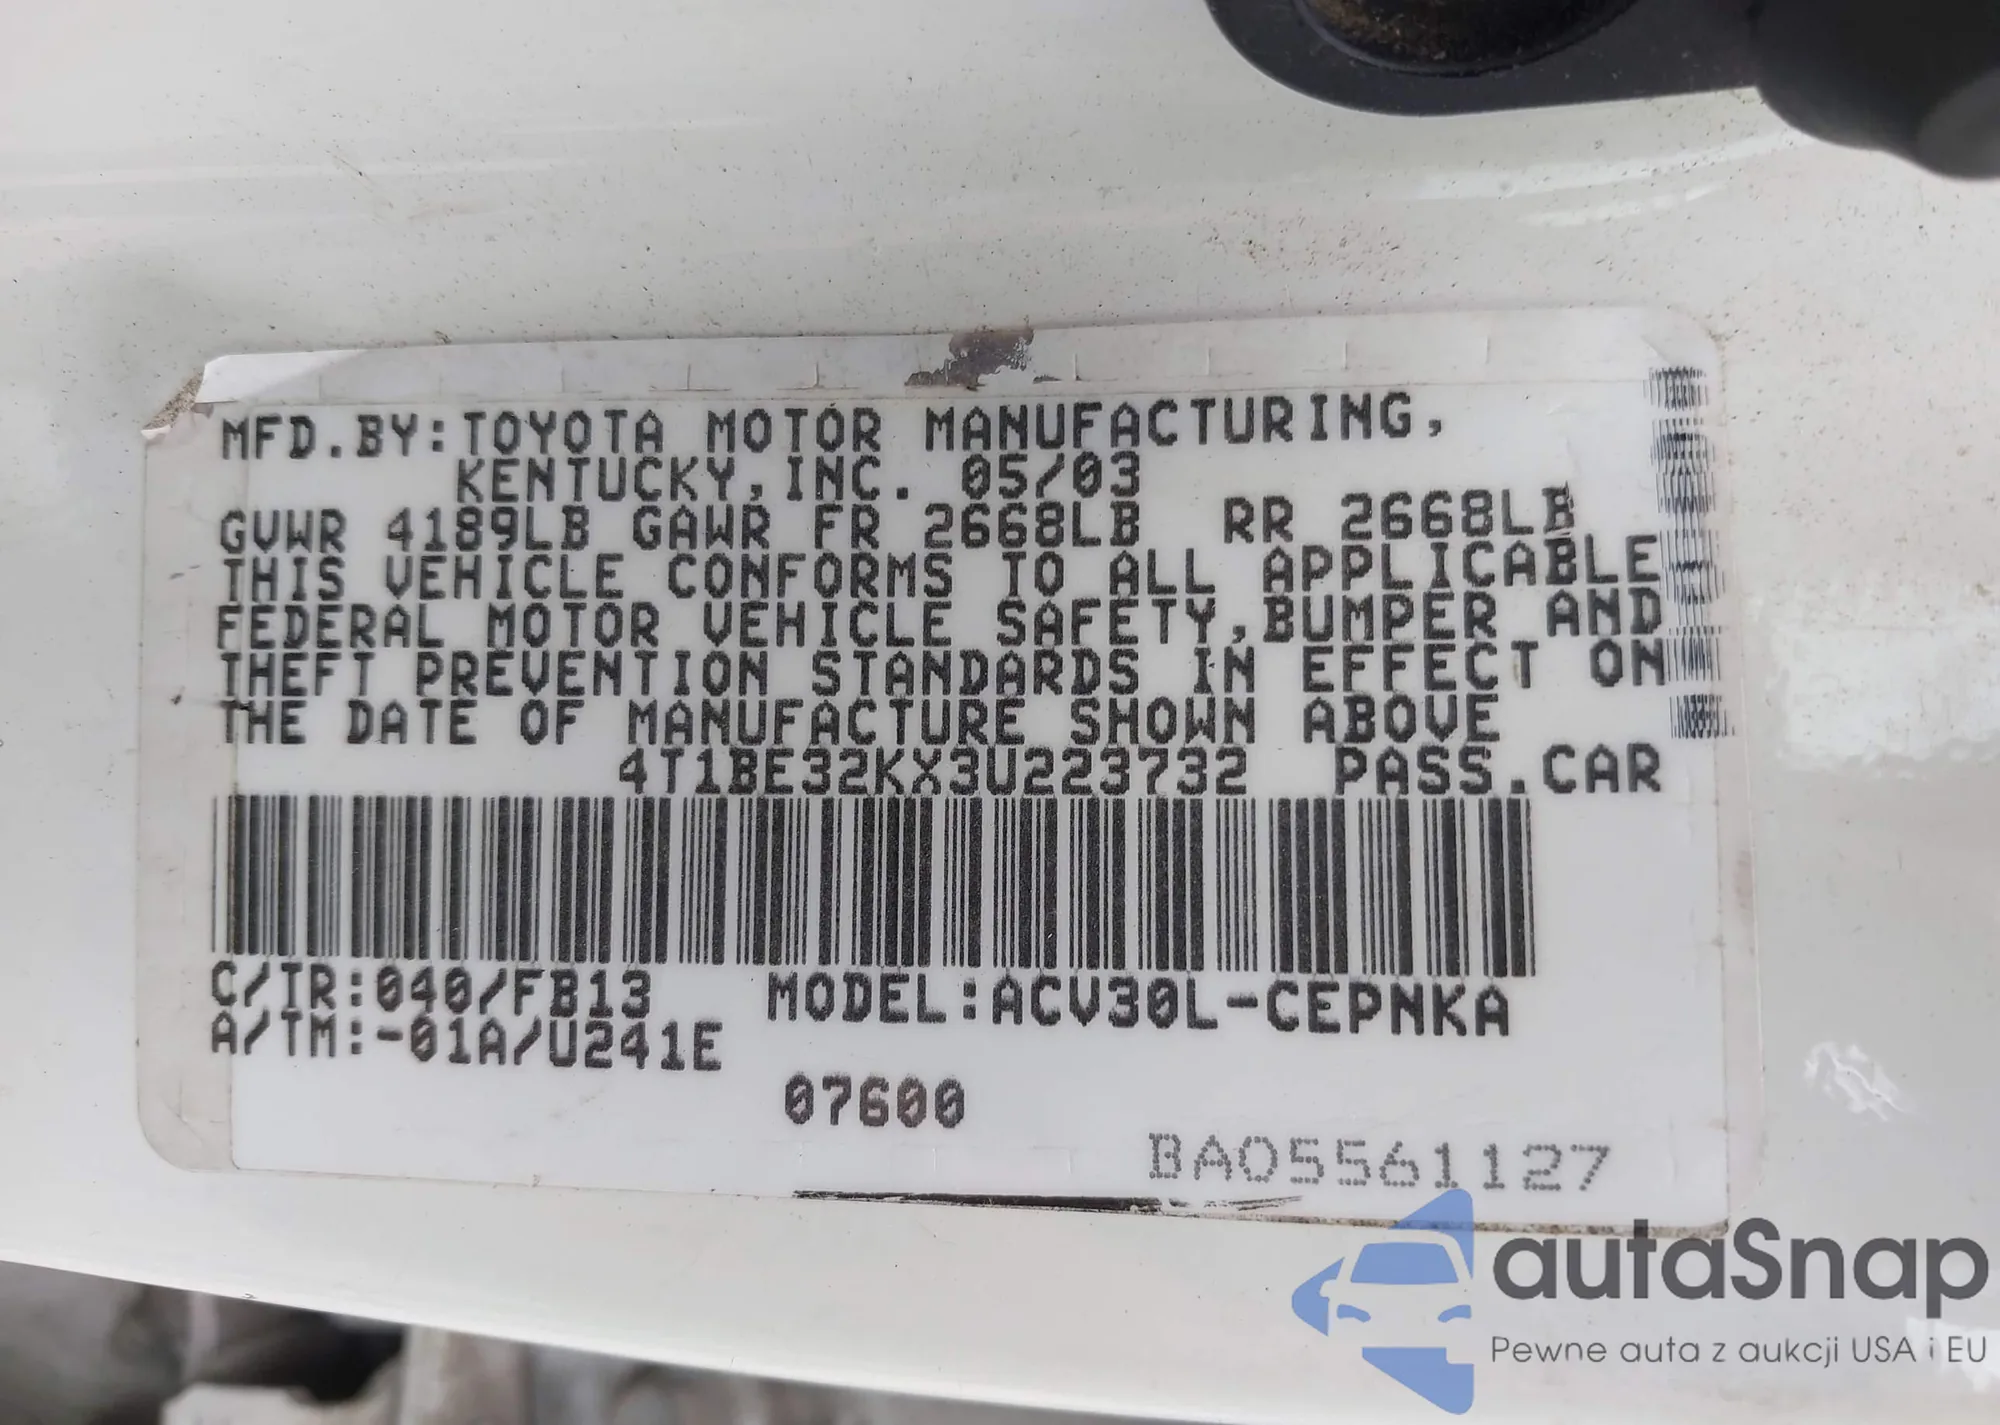 MFD.BY:TOYOTA MOTOR MANUFACTURING,
KENTUCKY,INC. 05/03
GVWR 4189LB GAWR FR 2668LB RR 2668LB
THIS VEHICLE CONFORMS TO ALL APPLICABLE
FEDERAL MOTOR VEHICLE SAFETY,BUMPER AND
THEFT PREVENTION STANDARDS IN EFFECT ON
THE DATE OF MANUFACTURE SHOWN ABOVE
4T1BE32KX3U223732 PASS.CAR
C/TR:040/FB13 MODEL:ACV30L-CEPNKA
A/TM:-01A/U241E
07600
BA05561127
autaSnap
Pewne auta z aukcji USA i EU